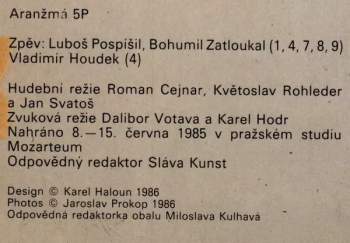 Aranžmá 5P
Zpěv: Luboš Pospíšil, Bohumil Zatloukal (1, 4, 7, 8, 9)
Vladimír Houdek (4)
Hudební režie Roman Cejnar, Květoslav Rohleder
a Jan Svatoš
Zvuková režie Dalibor Votava a Karel Hodr
Nahráno 8. — 15. června 1985 v pražském studiu
Mozarteum
Odpovědný redaktor Sláva Kunst
Design © Karel Haloun 1986
Photos © Jaroslav Prokop 1986
Odpovědná redaktorka obalu Miloslava Kulhavá